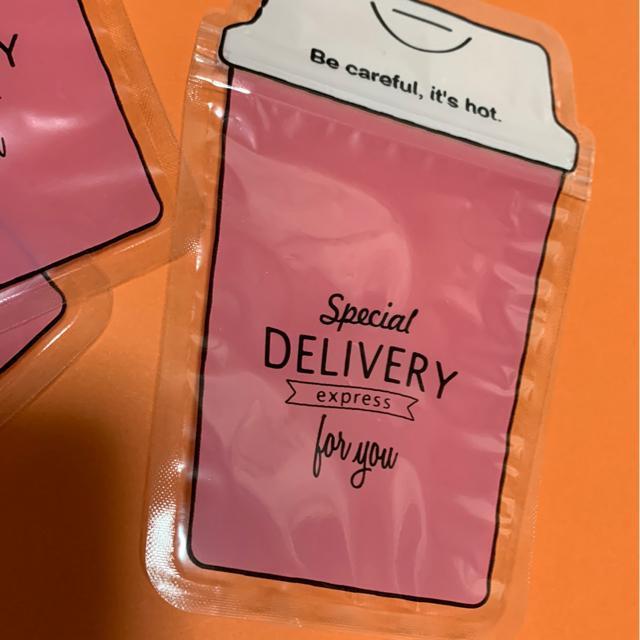 Be careful, it's hot.
Special
DELIVERY
express
for you
Y